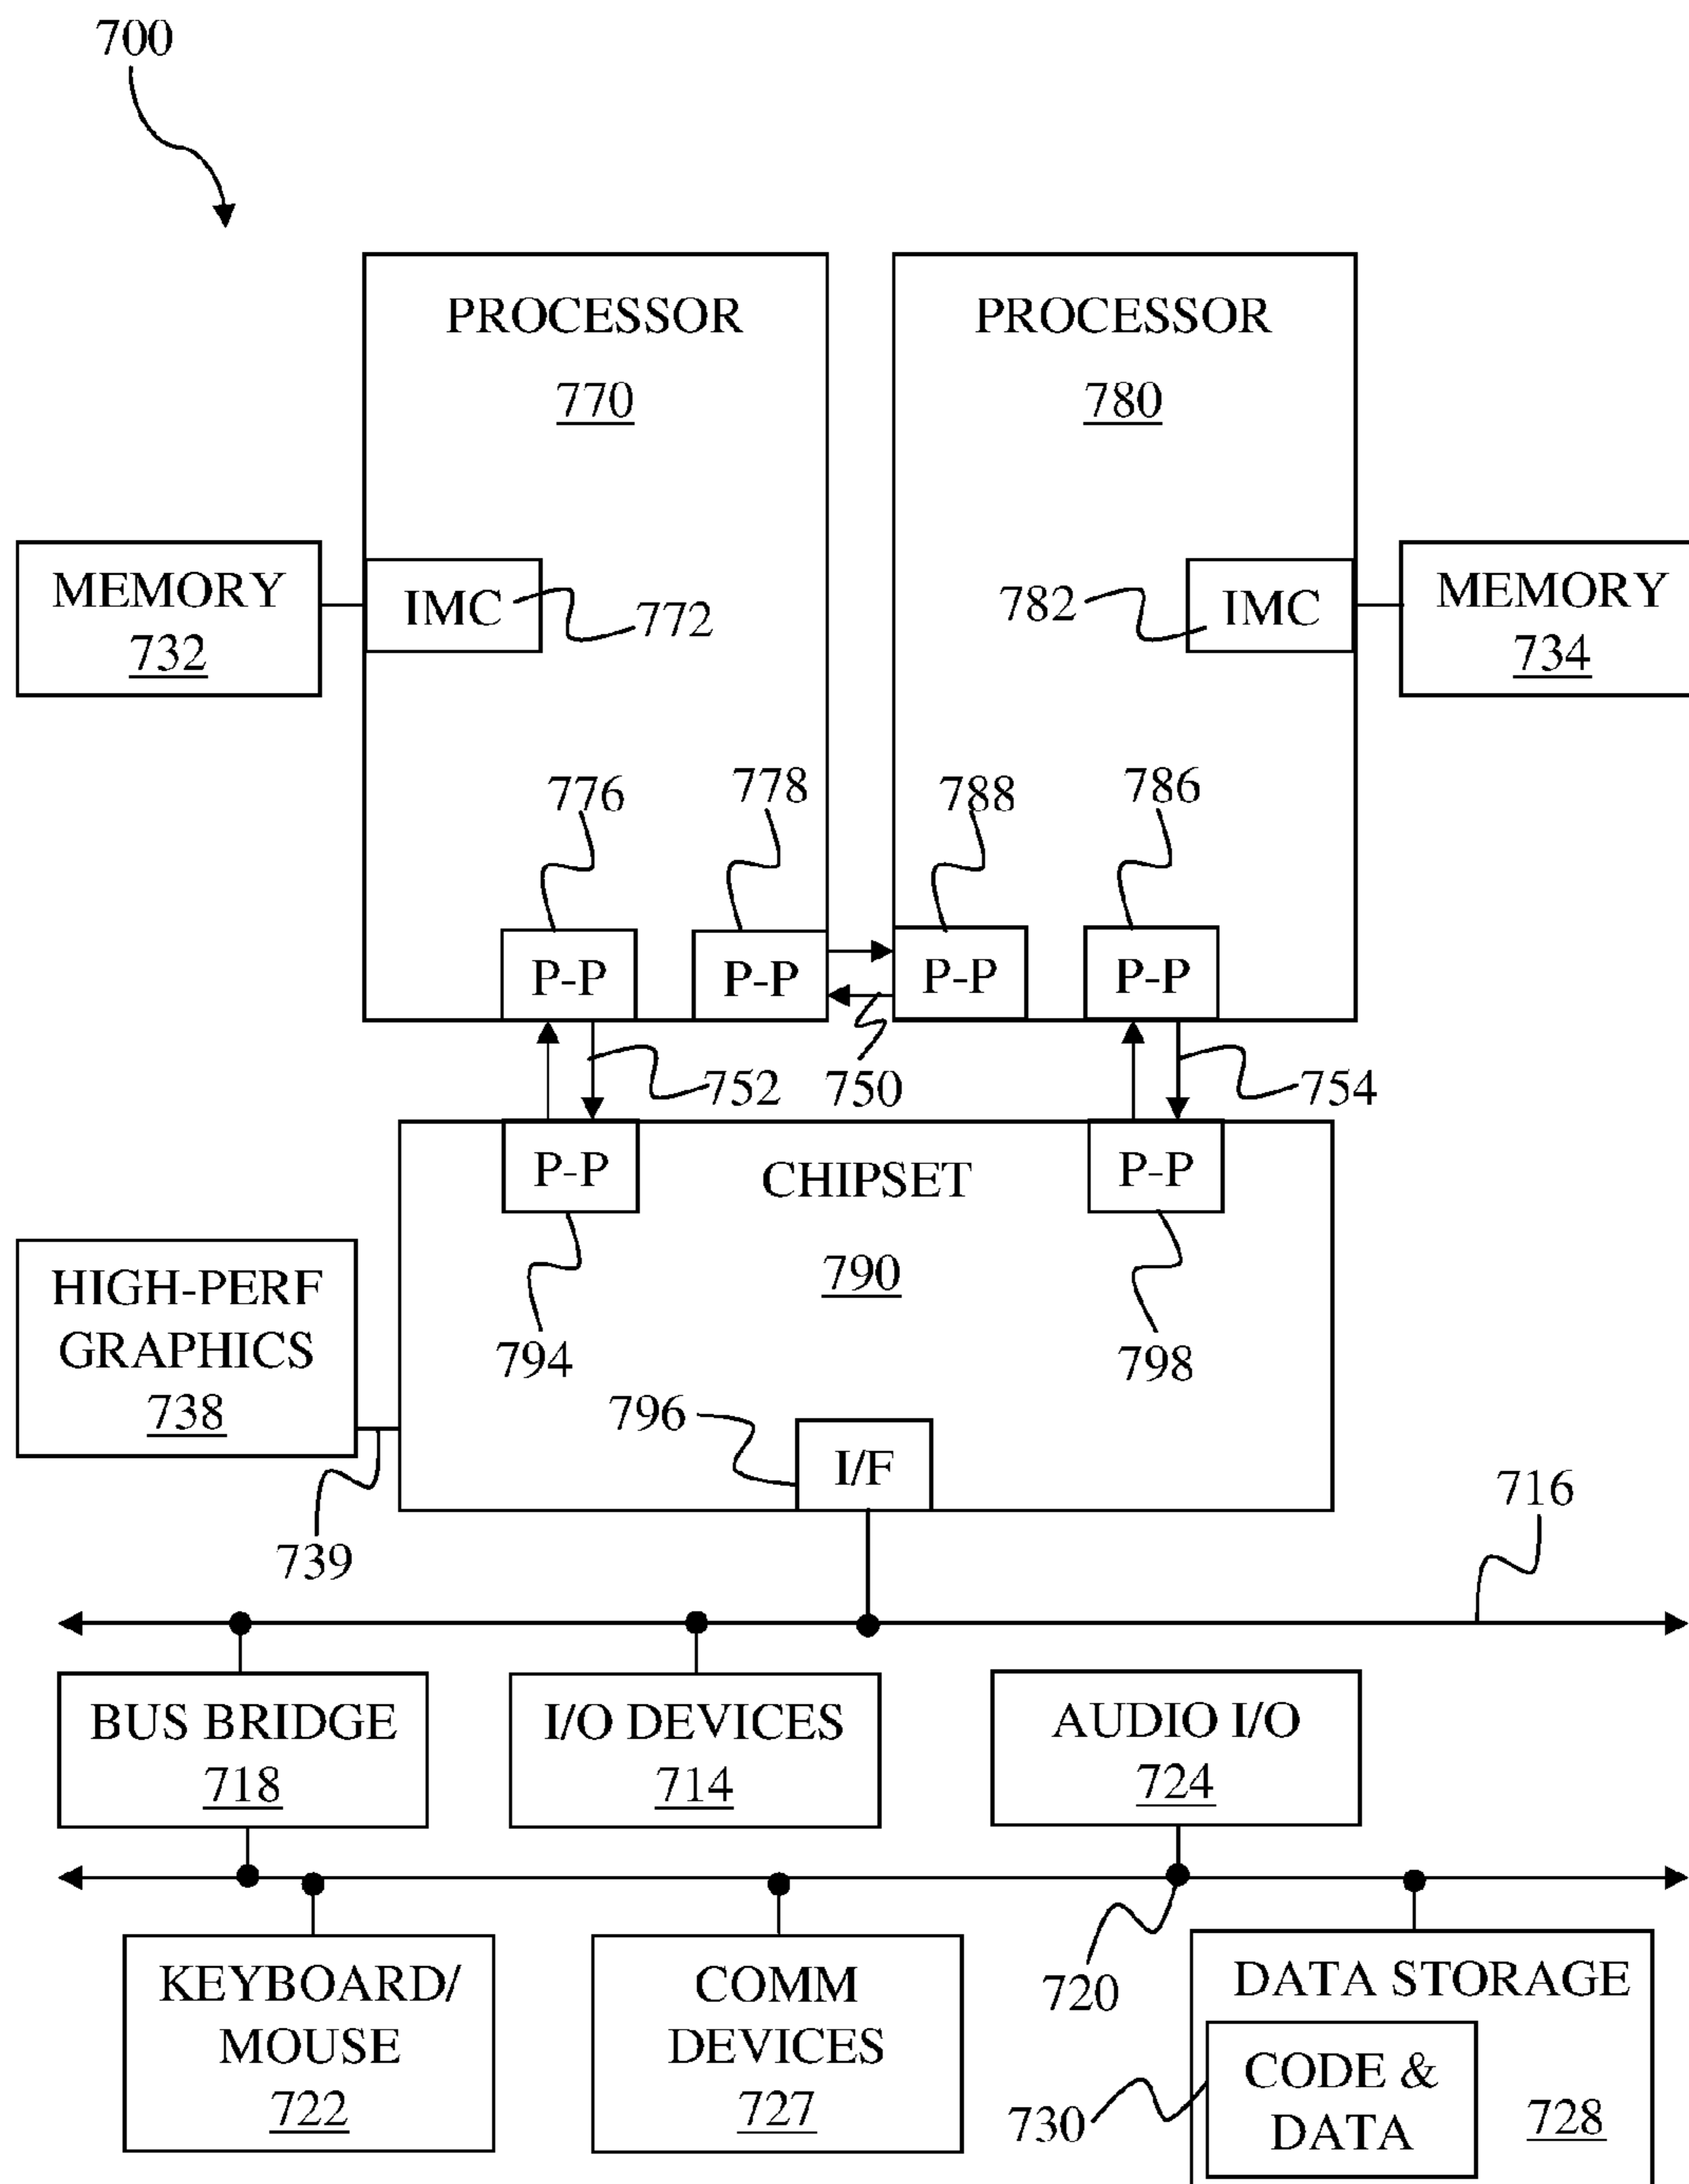 700
PROCESSOR
770
PROCESSOR
780
MEMORY
732
IMC
772
782
IMC
MEMORY
734
776
778
788
786
P-P
P-P
P-P
P-P
752
750
754
P-P
CHIPSET
P-P
790
794
798
HIGH-PERF
GRAPHICS
738
796
I/F
739
716
BUS BRIDGE
718
I/O DEVICES
714
AUDIO I/O
724
720
KEYBOARD/
MOUSE
722
COMM
DEVICES
727
DATA STORAGE
CODE &
DATA
730
728